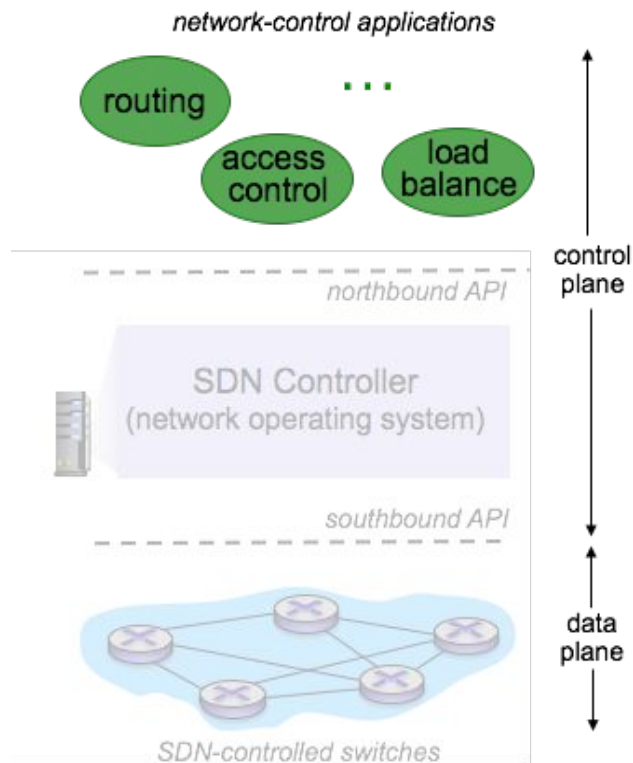 network-control applications
...
routing
access
control
load
balance
control
plane
northbound API
SDN Controller
(network operating system)
southbound API
data
plane
SDN-controlled switches